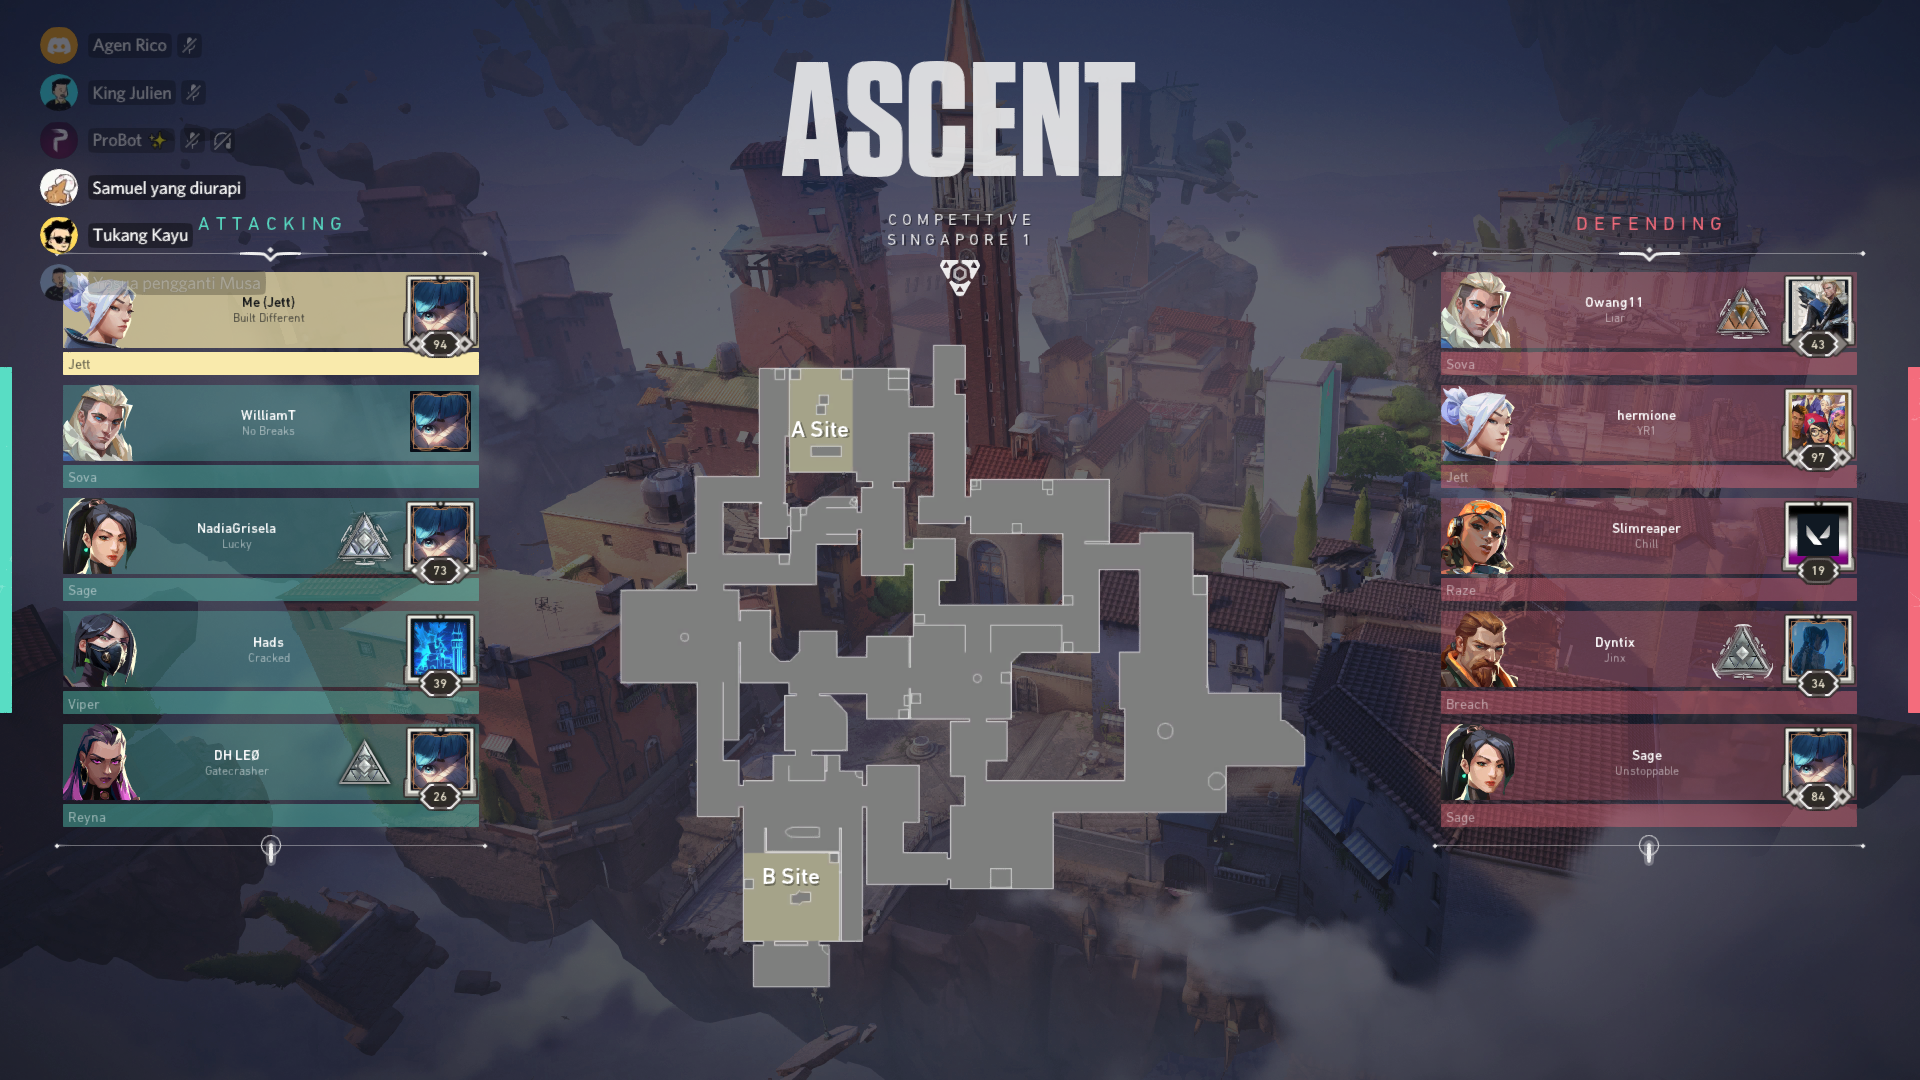 Agen Rico
King Julien
ProBot ✨
Samuel yang diurapi
Tukang Kayu
pengganti Musa
ASCENT
COMPETITIVE
SINGAPORE 1
ATTACKING
Me (Jett)
Built Different
94
Jett
WilliamT
No Breaks
Sova
NadiaGrisela
Lucky
73
Sage
Hads
Cracked
39
Viper
DH LEØ
Gatecrasher
26
Reyna
A Site
B Site
DEFENDING
Owang11
Liar
43
Sova
hermione
YR1
97
Jett
Slimreaper
Chill
19
Raze
Dyntix
Jinx
34
Breach
Sage
Unstoppable
84
Sage